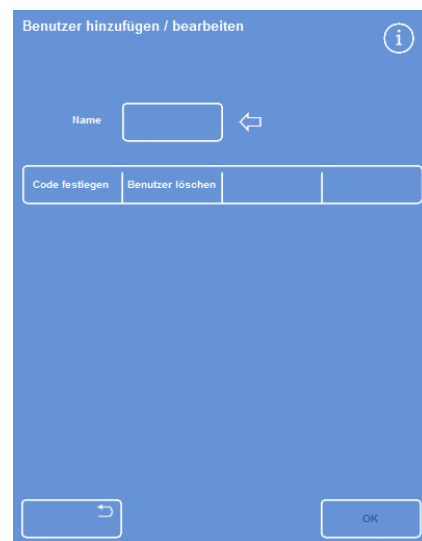 Benutzer hinzufügen / bearbeiten
i
Name
Code festlegen Benutzer löschen
OK